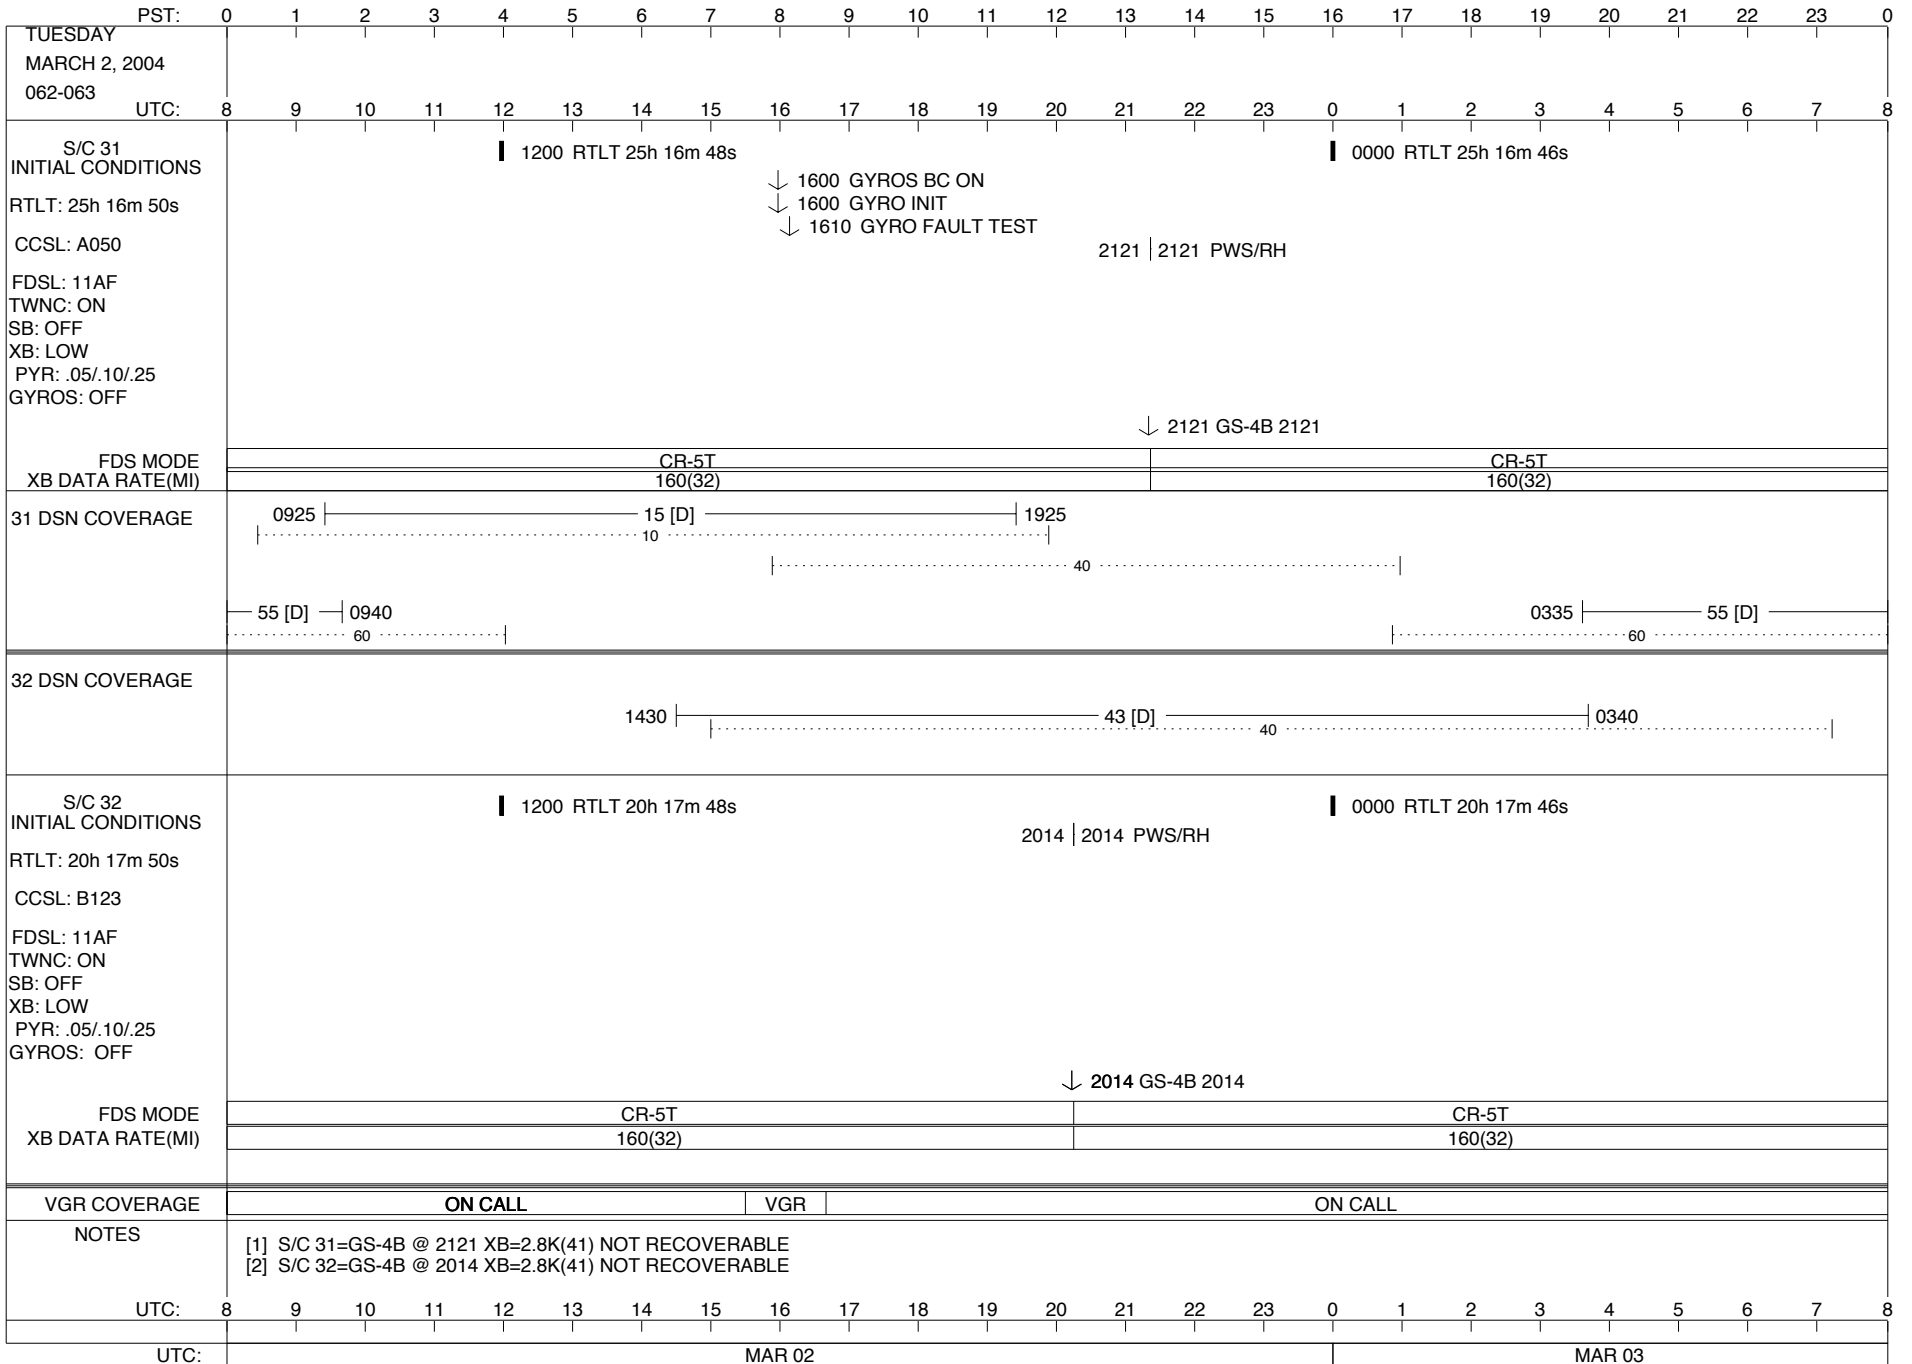 PST: 0 1 2 3 4 5 6 7 8 9 10 11 12 13 14 15 16 17 18 19 20 21 22 23 0
TUESDAY
MARCH 2, 2004
062-063
UTC: 8 9 10 11 12 13 14 15 16 17 18 19 20 21 22 23 0 1 2 3 4 5 6 7 8
S/C 31
INITIAL CONDITIONS
RTLT: 25h 16m 50s
CCSL: A050
FDSL: 11AF
TWNC: ON
SB: OFF
XB: LOW
PYR: .05/.10/.25
GYROS: OFF
1200 RTLT 25h 16m 48s
0000 RTLT 25h 16m 46s
1600 GYROS BC ON
1600 GYRO INIT
1610 GYRO FAULT TEST
2121 2121 PWS/RH
2121 GS-4B 2121
FDS MODE CR-5T CR-5T
XB DATA RATE(MI) 160(32) 160(32)
31 DSN COVERAGE
0925 15 [D] 1925
10
40
55 [D] 0940 0335 55 [D]
60 60
32 DSN COVERAGE
1430 43 [D] 0340
40
S/C 32
INITIAL CONDITIONS
RTLT: 20h 17m 50s
CCSL: B123
FDSL: 11AF
TWNC: ON
SB: OFF
XB: LOW
PYR: .05/.10/.25
GYROS: OFF
1200 RTLT 20h 17m 48s
0000 RTLT 20h 17m 46s
2014 2014 PWS/RH
2014 GS-4B 2014
FDS MODE CR-5T CR-5T
XB DATA RATE(MI) 160(32) 160(32)
VGR COVERAGE ON CALL VGR ON CALL
NOTES
[1] S/C 31=GS-4B @ 2121 XB=2.8K(41) NOT RECOVERABLE
[2] S/C 32=GS-4B @ 2014 XB=2.8K(41) NOT RECOVERABLE
UTC: 8 9 10 11 12 13 14 15 16 17 18 19 20 21 22 23 0 1 2 3 4 5 6 7 8
UTC: MAR 02 MAR 03